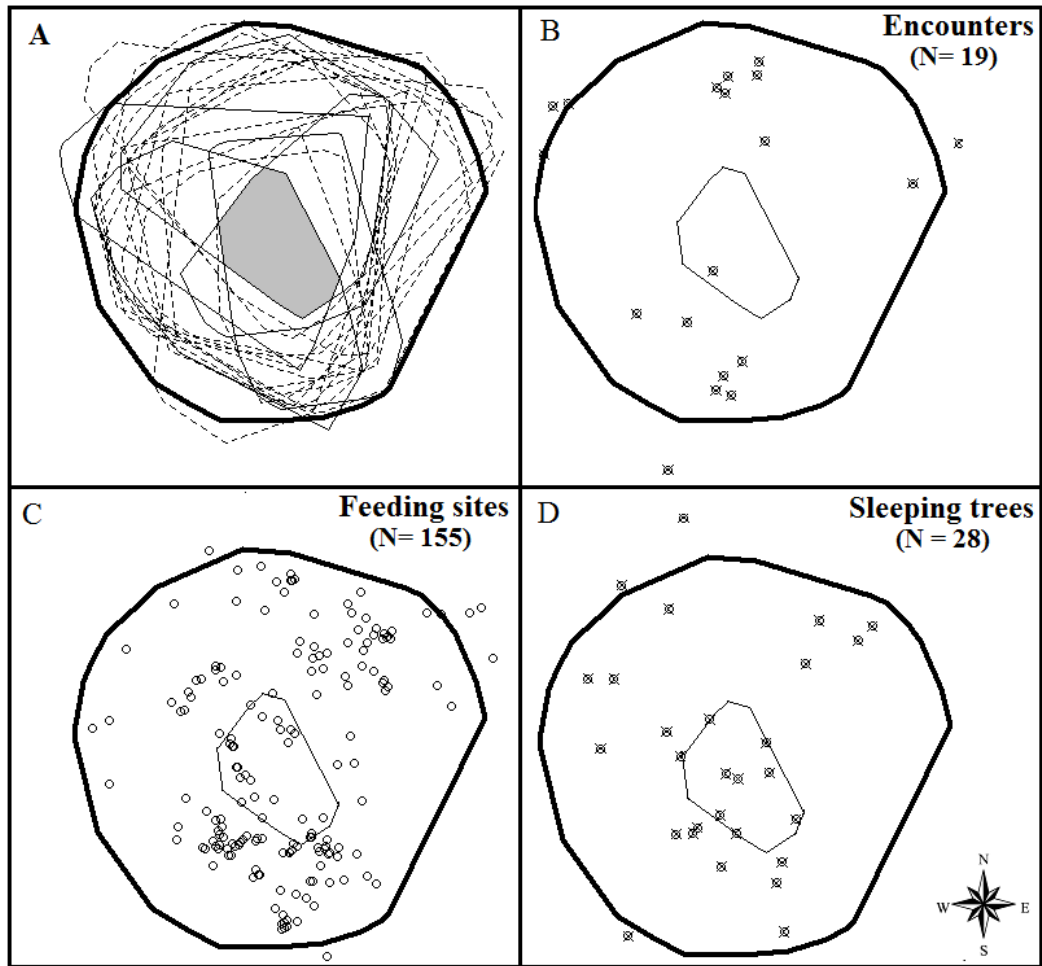 A
B
Encounters
(N= 19)
C
Feeding sites
(N= 155)
D
Sleeping trees
(N = 28)
N
W
E
S